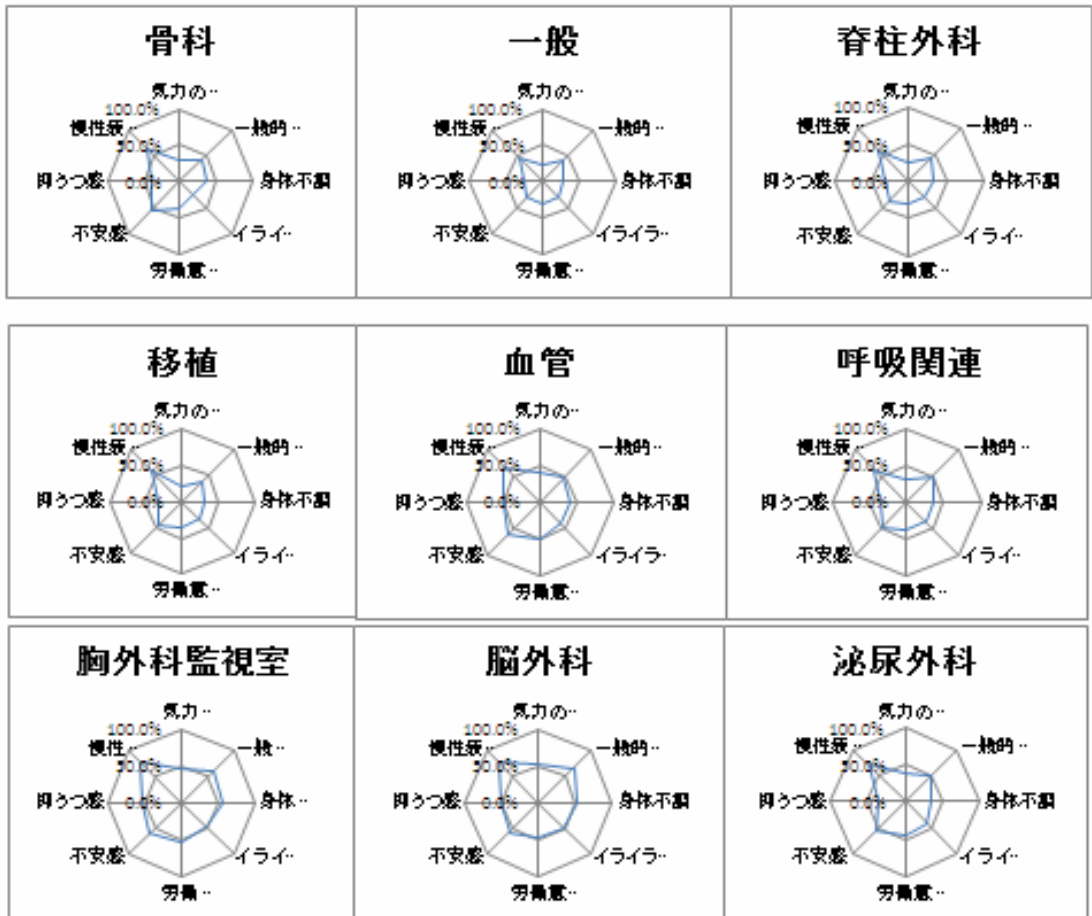 骨科
気力の…
100.0%
慢性疲…
一般的…
50.0%
抑うつ感
0.0%
身体不調
不安感
イライ…
労働意…
一般
気力の…
100.0%
慢性疲…
一般的…
50.0%
抑うつ感
0.0%
身体不調
不安感
イライラ…
労働意…
脊柱外科
気力の…
100.0%
慢性疲…
一般的…
50.0%
抑うつ感
0.0%
身体不調
不安感
イライ…
労働意…
移植
気力の…
100.0%
慢性疲…
一般的…
50.0%
抑うつ感
0.0%
身体不調
不安感
イライ…
労働意…
血管
気力の…
100.0%
慢性疲…
一般的…
50.0%
抑うつ感
0.0%
身体不調
不安感
イライラ…
労働意…
呼吸関連
気力の…
100.0%
慢性疲…
一般的…
50.0%
抑うつ感
0.0%
身体不調
不安感
イライ…
労働意…
胸外科監視室
気力…
100.0%
慢性…
一般…
50.0%
抑うつ感
0.0%
身体…
不安感
イライ…
労働…
脳外科
気力の…
100.0%
慢性疲…
一般的…
50.0%
抑うつ感
0.0%
身体不調
不安感
イライラ…
労働意…
泌尿外科
気力の…
100.0%
慢性疲…
一般的…
50.0%
抑うつ感
0.0%
身体不調
不安感
イライ…
労働意…